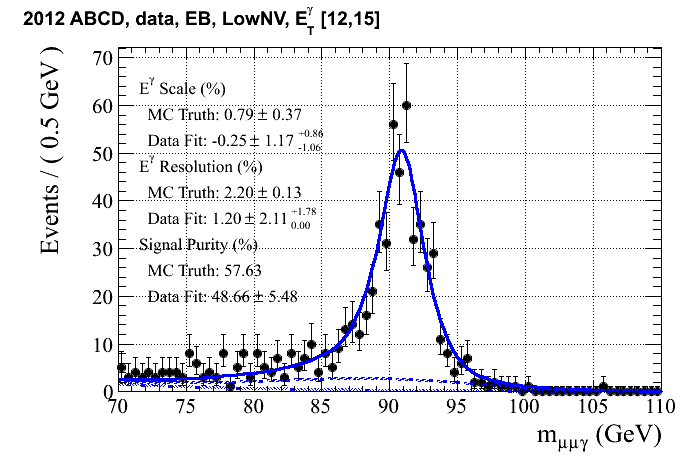 2012 ABCD, data, EB, LowNV, E_T^γ [12,15]
Events / ( 0.5 GeV )
70
60
50
40
30
20
10
0
E^γ Scale (%)
MC Truth: 0.79 ± 0.37
Data Fit: -0.25 ± 1.17 +0.86 -1.06
E^γ Resolution (%)
MC Truth: 2.20 ± 0.13
Data Fit: 1.20 ± 2.11 +1.78 0.00
Signal Purity (%)
MC Truth: 57.63
Data Fit: 48.66 ± 5.48
70 75 80 85 90 95 100 105 110
m_μμγ (GeV)